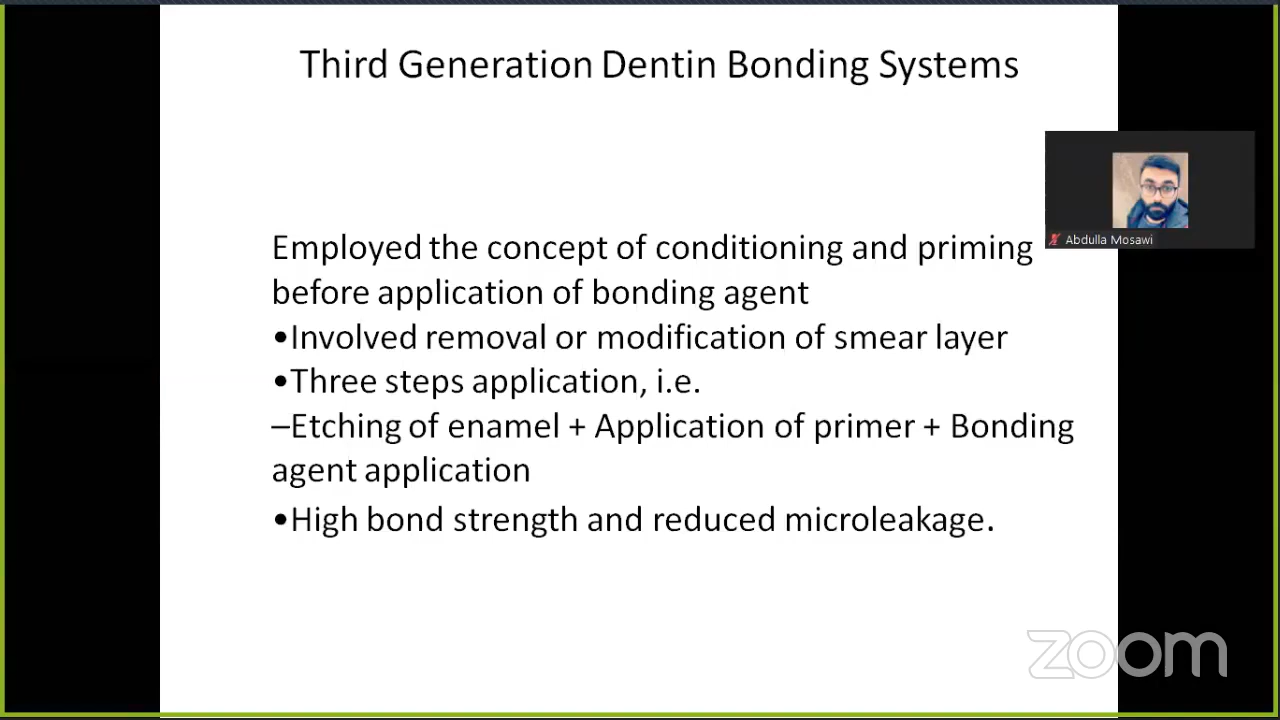 Third Generation Dentin Bonding Systems
Employed the concept of conditioning and priming
before application of bonding agent
•Involved removal or modification of smear layer
•Three steps application, i.e.
–Etching of enamel + Application of primer + Bonding
agent application
•High bond strength and reduced microleakage.
Abdulla Mosawi
zoom